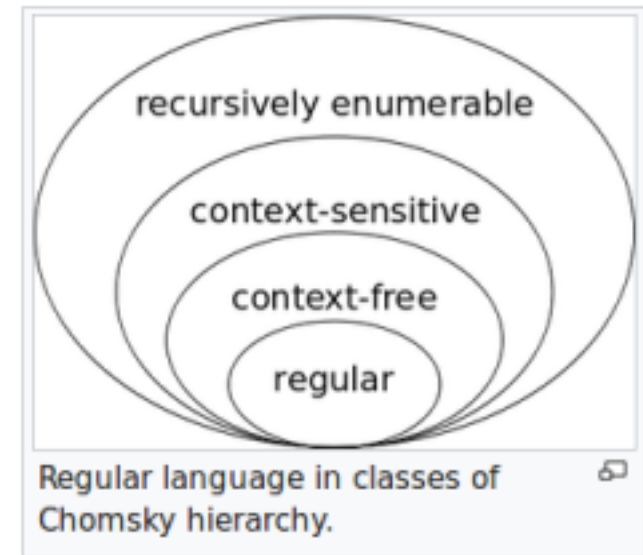 recursively enumerable
context-sensitive
context-free
regular
Regular language in classes of
Chomsky hierarchy.